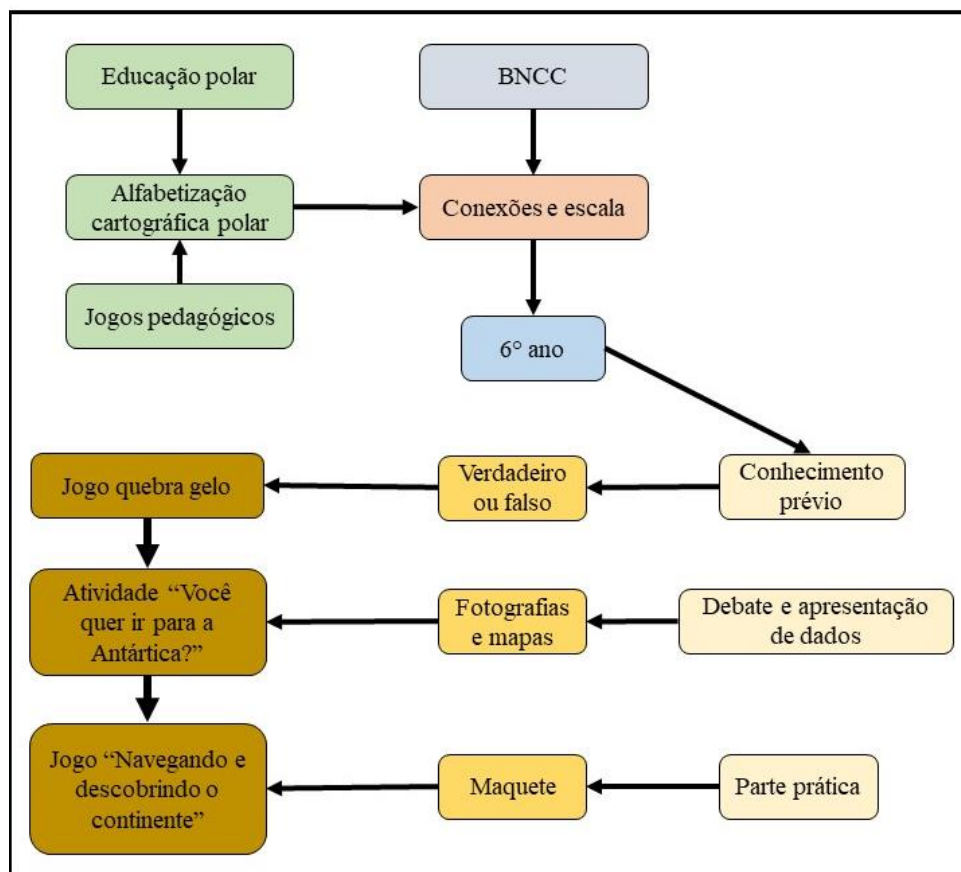 Educação polar
BNCC
Alfabetização
cartográfica polar
Conexões e escala
Jogos pedagógicos
6° ano
Jogo quebra gelo
Verdadeiro
ou falso
Conhecimento
prévio
Atividade “Você
quer ir para a
Antártica?”
Fotografias
e mapas
Debate e apresentação
de dados
Jogo “Navegando e
descobrindo o
continente”
Maquete
Parte prática